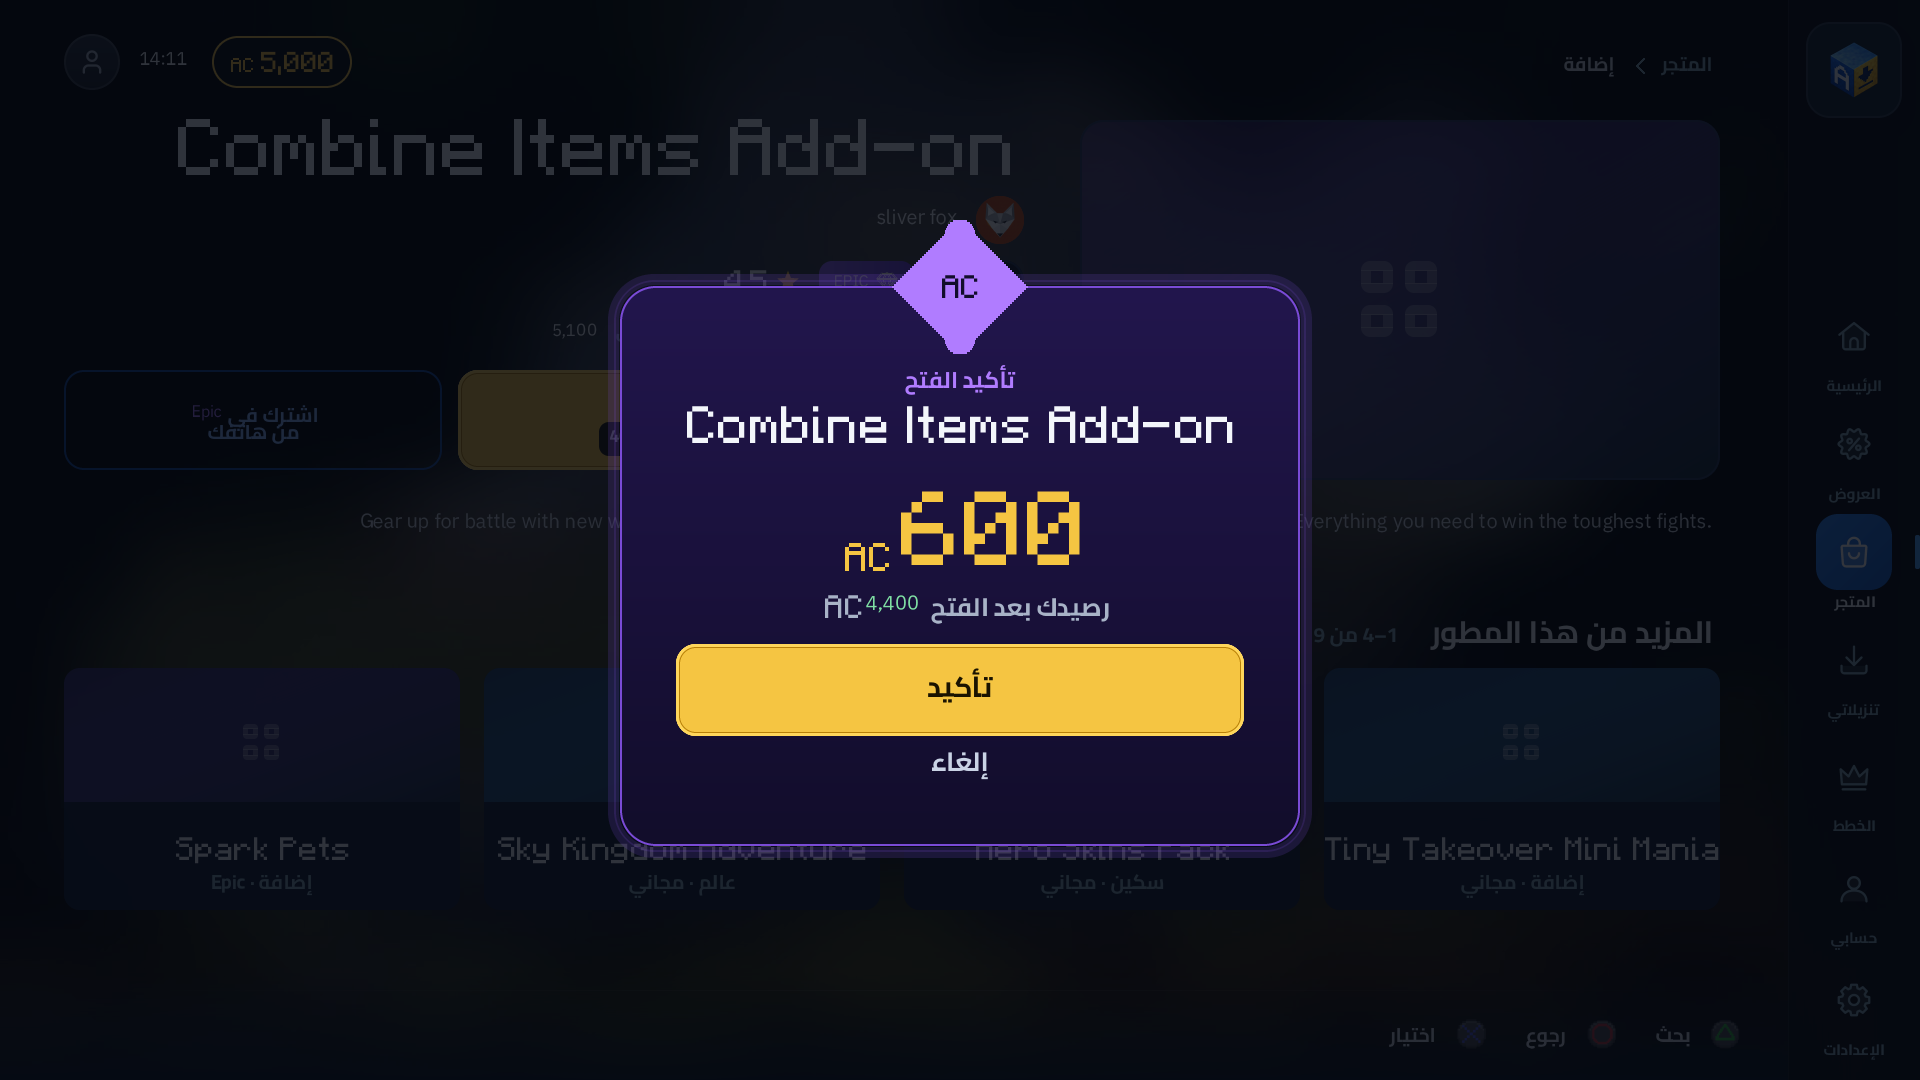 14:11
AC 5,000
المتجر
إضافة
Combine Items Add-on
sliver fox
4.5
EPIC
5,100
اشترك في Epic
من هاتفك
Gear up for battle with new
Everything you need to win the toughest fights.
AC
تأكيد الفتح
Combine Items Add-on
AC 600
رصيدك بعد الفتح 4,400 AC
تأكيد
إلغاء
المزيد من هذا المطور
1–4 من 9
Spark Pets
إضافة · Epic
Sky Kingdom Adventure
عالم · مجاني
Hero Skins Pack
سكين · مجاني
Tiny Takeover Mini Mania
إضافة · مجاني
الرئيسية
العروض
المتجر
تنزيلاتي
الخطط
حسابي
الإعدادات
بحث
رجوع
اختيار